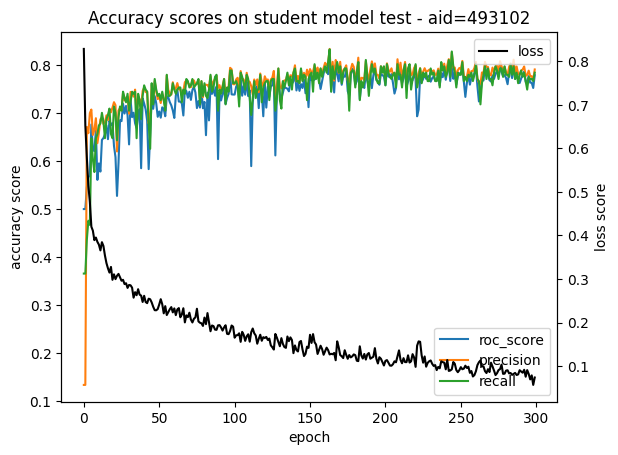 Accuracy scores on student model test - aid=493102
loss
0.8
0.7
0.6
0.5
0.4
0.3
0.2
0.1
accuracy score
0.8
0.7
0.6
0.5
0.4
0.3
0.2
0.1
loss score
roc_score
precision
recall
0
50
100
150
200
250
300
epoch